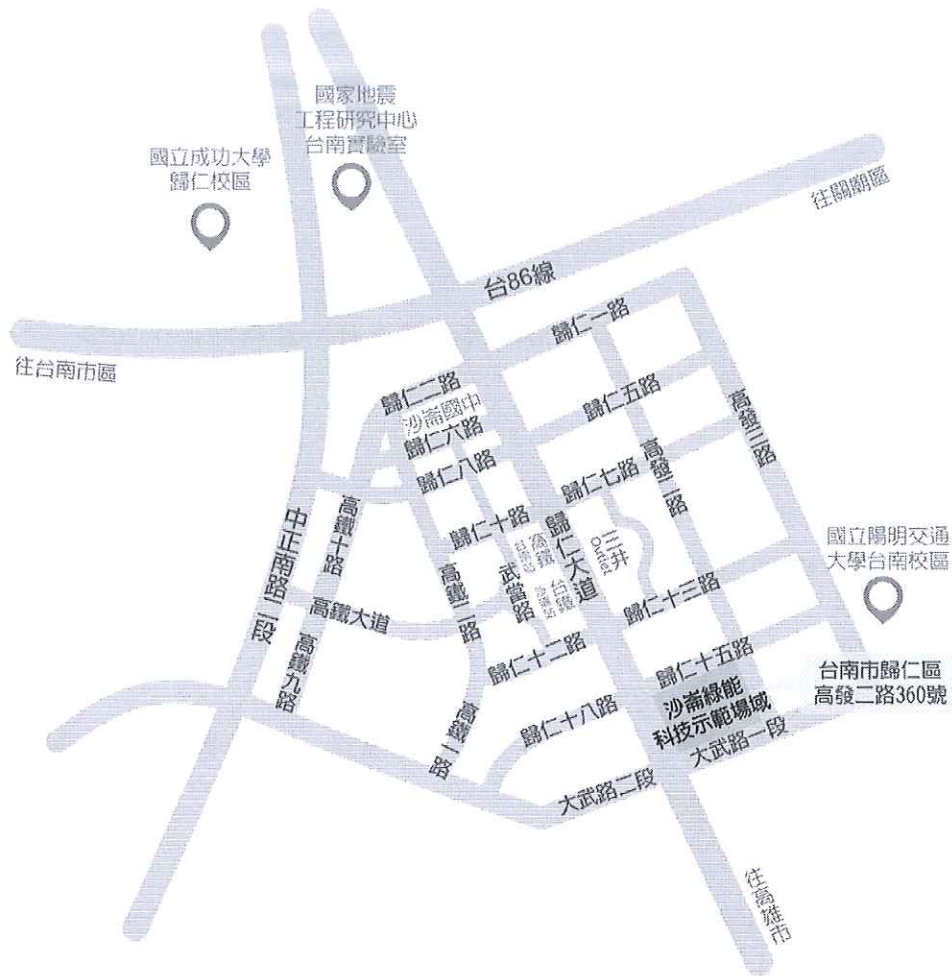 國家地震
工程研究中心
台南實驗室
國立成功大學
歸仁校區
往關廟區
台86線
歸仁一路
往台南市區
歸仁二路
沙崙國中
歸仁六路
歸仁五路
歸仁八路
高發三路
高發二路
歸仁七路
歸仁十路
高鐵十路
中正南路二段
高鐵
台鐵
歸仁大道
三井
Outlet
武當路
高鐵二路
國立陽明交通
大學台南校區
歸仁十三路
高鐵大道
高鐵九路
歸仁十二路
歸仁十五路
台南市歸仁區
高發二路360號
沙崙綠能
科技示範場域
歸仁十八路
高鐵一路
大武路一段
大武路二段
往高雄市